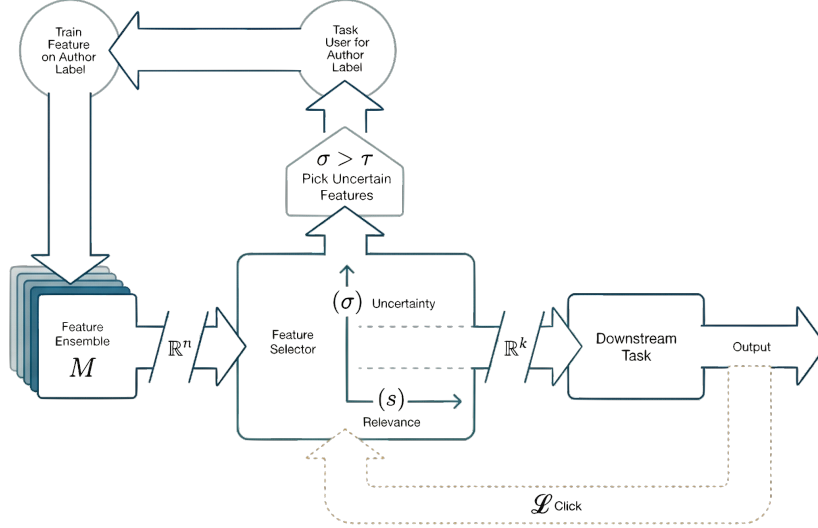 Train
Feature
on Author
Label
Task
User for
Author
Label
σ > τ
Pick Uncertain
Features
Feature
Ensemble
M
ℝⁿ
Feature
Selector
(σ) Uncertainty
(s)
Relevance
ℝᵏ
Downstream
Task
Output
ℒ Click